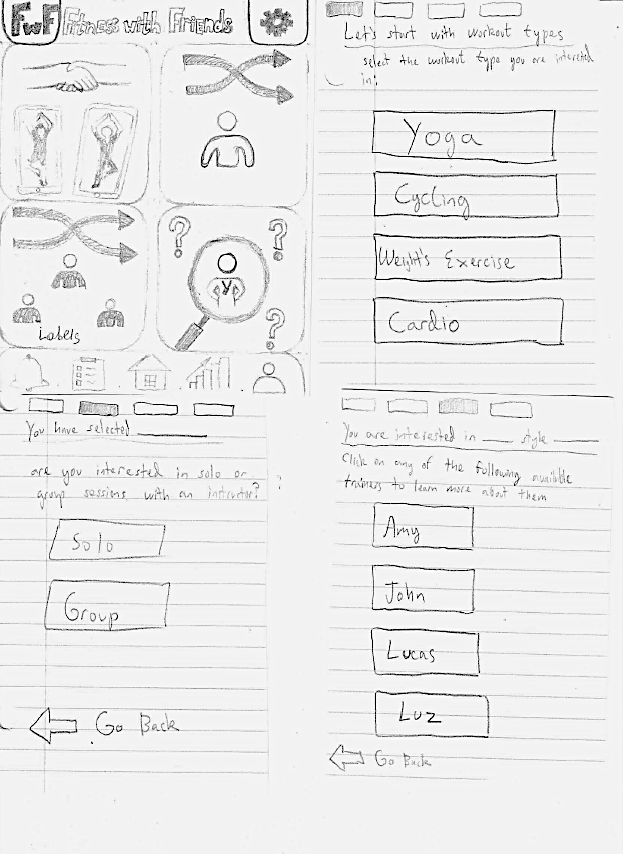 FwF Fitness with Friends
Labels
Let's start with workout types
select the workout type you are interested
in:
Yoga
Cycling
Weight's Exercise
Cardio
You have selected
are you interested in solo or
group sessions with an intrutor?
?
Solo
Group
Go Back
You are interested in ____ style ____
Click on any of the following availible
trainers to learn more about them
Amy
John
Lucas
Luz
Go Back